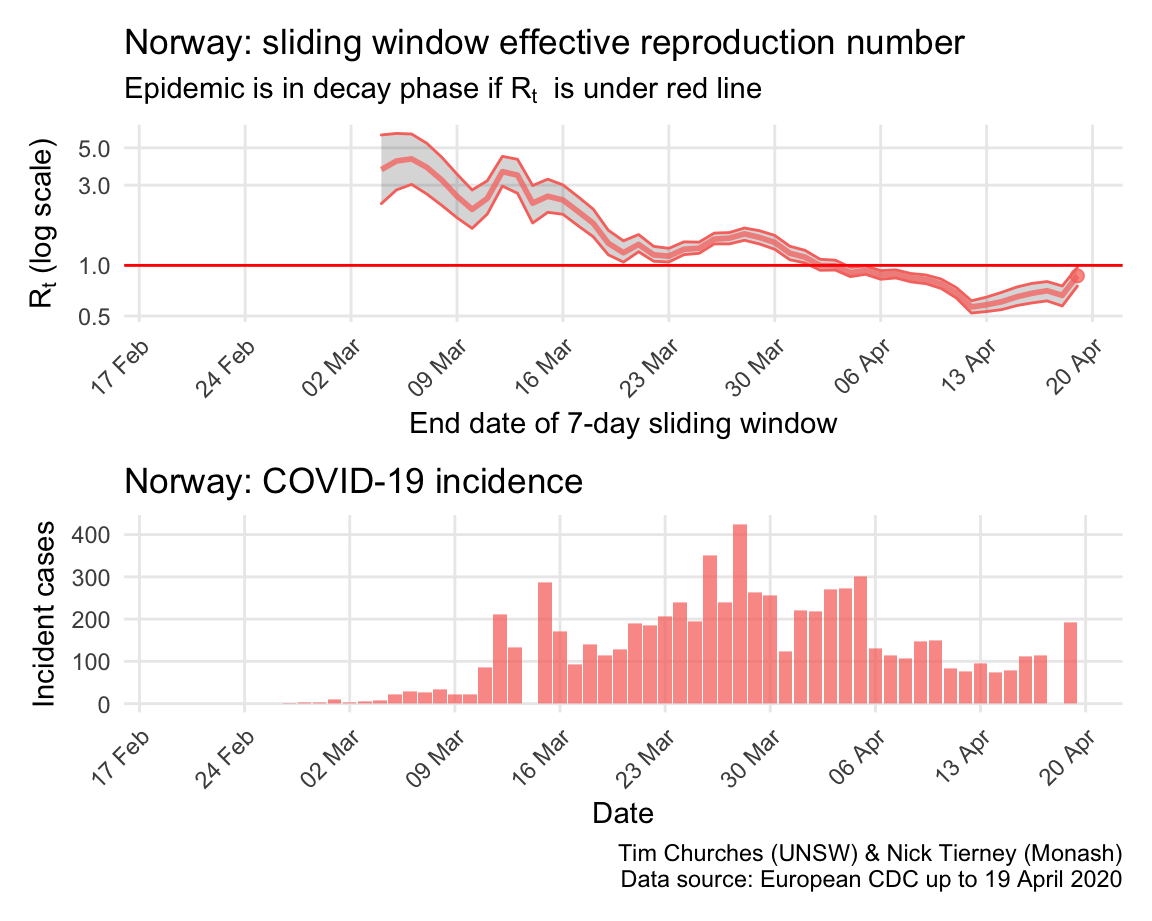 Norway: sliding window effective reproduction number
Epidemic is in decay phase if Rt is under red line
Rt (log scale)
5.0
3.0
1.0
0.5
17 Feb
24 Feb
02 Mar
09 Mar
16 Mar
23 Mar
30 Mar
06 Apr
13 Apr
20 Apr
End date of 7-day sliding window
Norway: COVID-19 incidence
Incident cases
400
300
200
100
0
17 Feb
24 Feb
02 Mar
09 Mar
16 Mar
23 Mar
30 Mar
06 Apr
13 Apr
20 Apr
Date
Tim Churches (UNSW) & Nick Tierney (Monash)
Data source: European CDC up to 19 April 2020